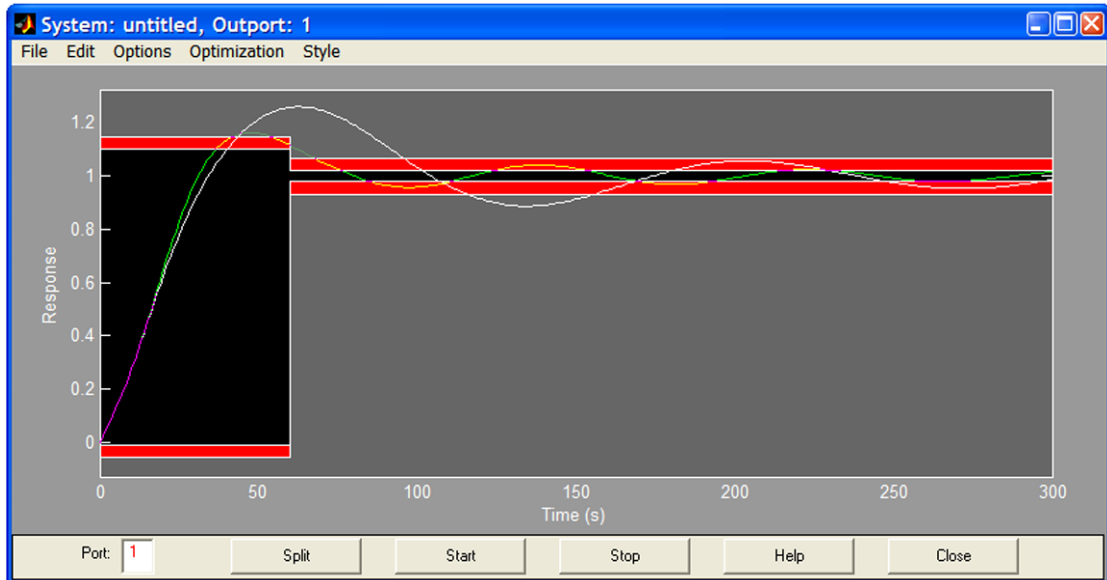 System: untitled, Outport: 1
File Edit Options Optimization Style
1.2
1
0.8
0.6
0.4
0.2
0
Response
0 50 100 150 200 250 300
Time (s)
Port: 1 Split Start Stop Help Close